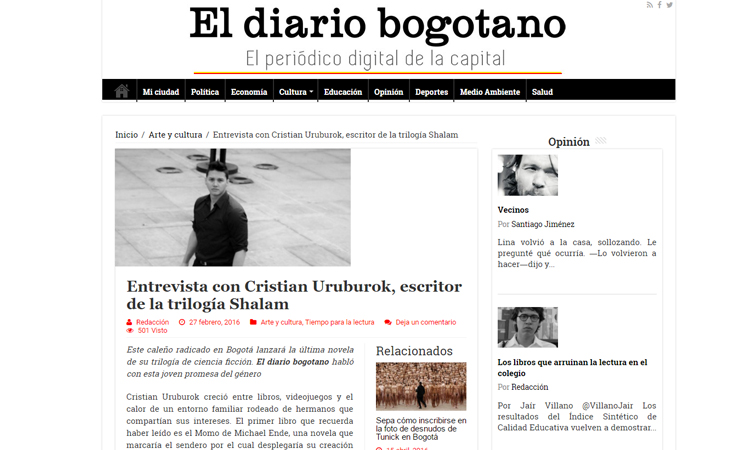 El diario bogotano
El periódico digital de la capital
Mi ciudad Política Economía Cultura Educación Opinión Deportes Medio Ambiente Salud
Inicio / Arte y cultura / Entrevista con Cristian Uruburok, escritor de la trilogía Shalam
Entrevista con Cristian Uruburok, escritor
de la trilogía Shalam
Redacción 27 febrero, 2016 Arte y cultura, Tiempo para la lectura Deja un comentario
501 Visto
Este caleño radicado en Bogotá lanzará la última novela
de su trilogía de ciencia ficción. El diario bogotano habló
con esta joven promesa del género
Cristian Uruburok creció entre libros, videojuegos y el
calor de un entorno familiar rodeado de hermanos que
compartían sus intereses. El primer libro que recuerda
haber leído es el Momo de Michael Ende, una novela que
marcaría el sendero por el cual desplegaría su creación
Relacionados
Sepa cómo inscribirse en
la foto de desnudos de
Tunick en Bogotá
15 abril, 2016
Opinión
Vecinos
Por Santiago Jiménez
Lina volvió a la casa, sollozando. Le
pregunté qué ocurría. —Lo volvieron a
hacer—dijo y...
Los libros que arruinan la lectura en el
colegio
Por Redacción
Por Jair Villano @VillanoJair Los
resultados del Índice Sintético de
Calidad Educativa vuelven a demostrar...